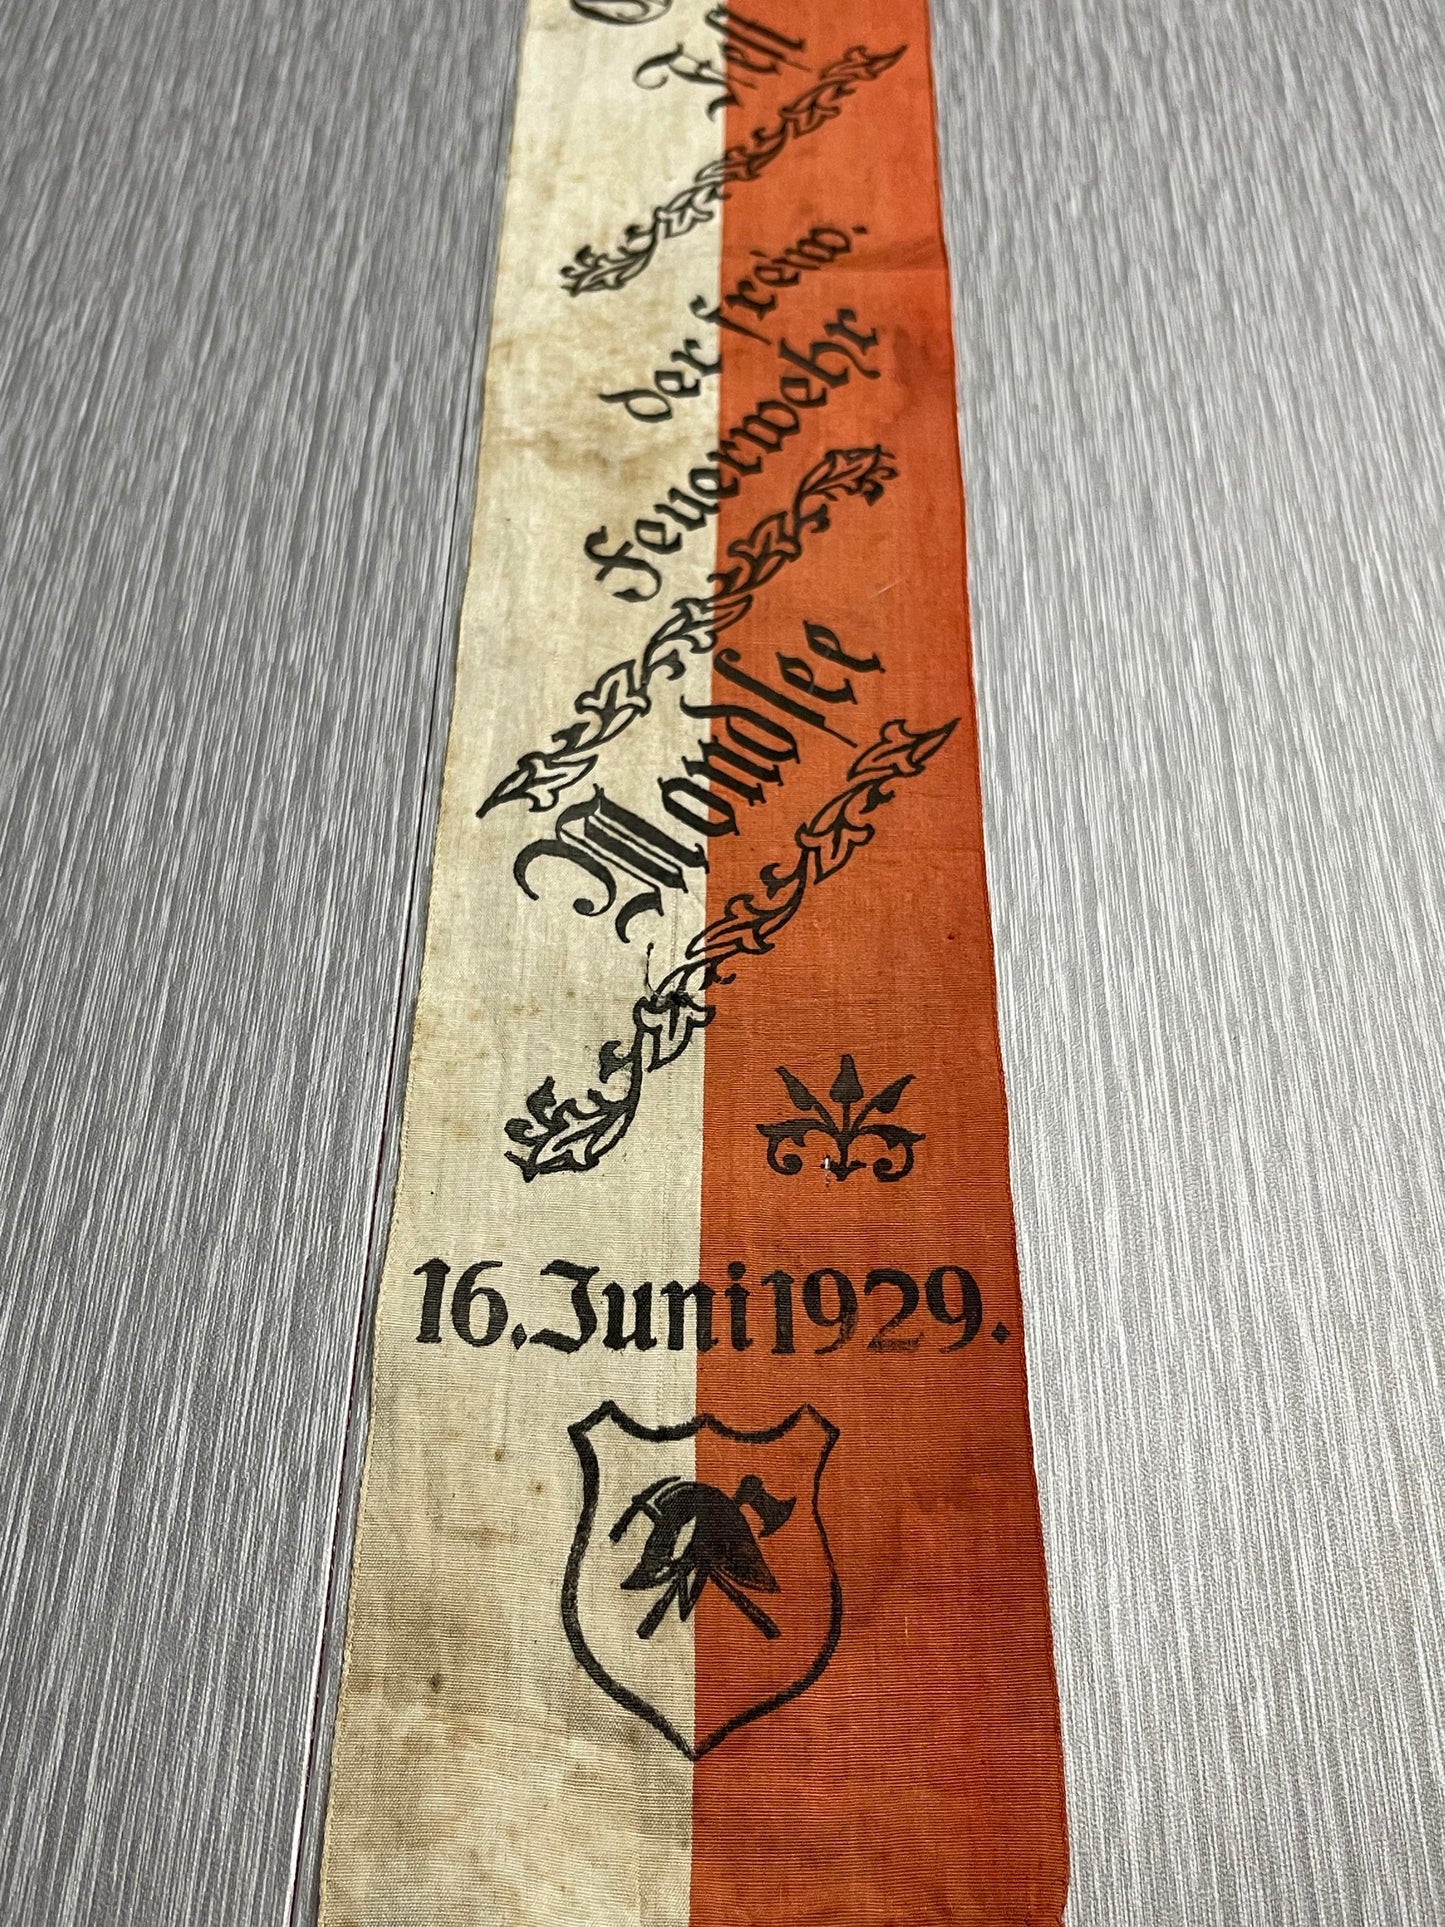 Fest
der freiw.
Feuerwehr
Mondsee
16. Juni 1929.